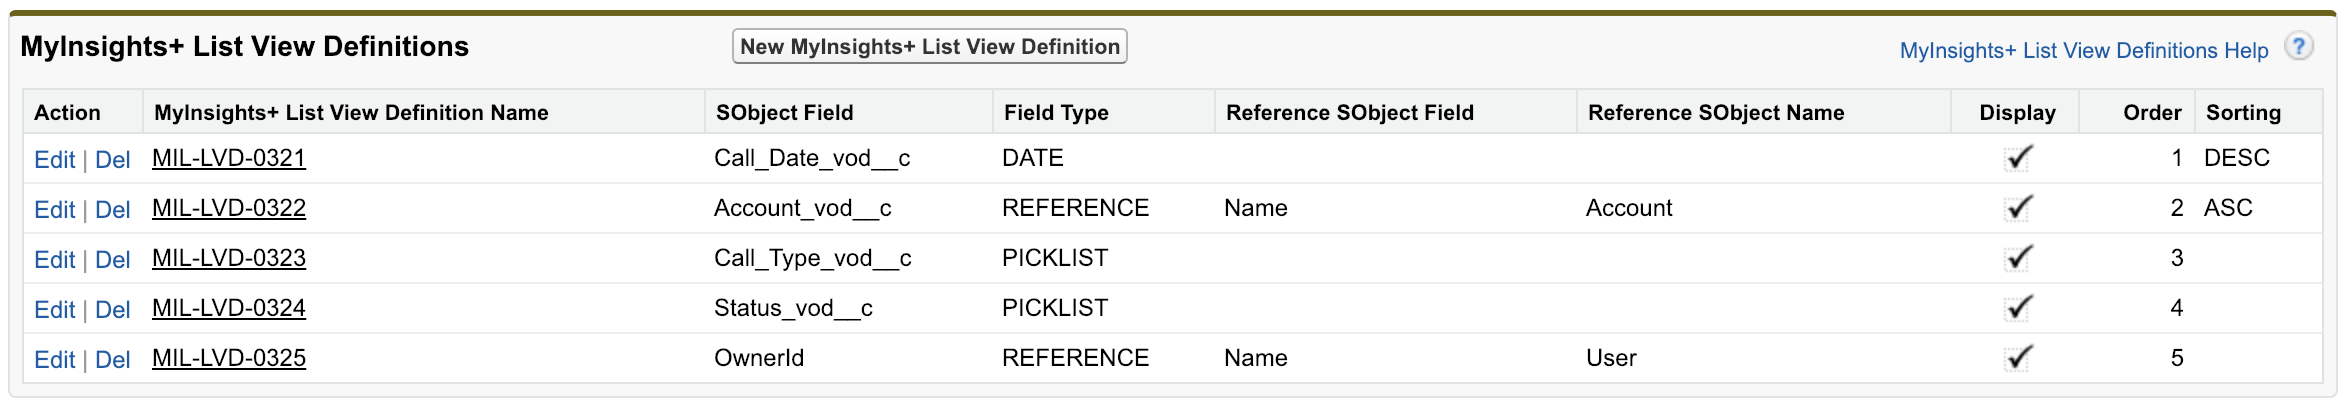 MyInsights+ List View Definitions New MyInsights+ List View Definition MyInsights+ List View Definitions Help ?
Action MyInsights+ List View Definition Name SObject Field Field Type Reference SObject Field Reference SObject Name Display Order Sorting
Edit | Del MIL-LVD-0321 Call_Date_vod__c DATE 1 DESC
Edit | Del MIL-LVD-0322 Account_vod__c REFERENCE Name Account 2 ASC
Edit | Del MIL-LVD-0323 Call_Type_vod__c PICKLIST 3
Edit | Del MIL-LVD-0324 Status_vod__c PICKLIST 4
Edit | Del MIL-LVD-0325 OwnerId REFERENCE Name User 5